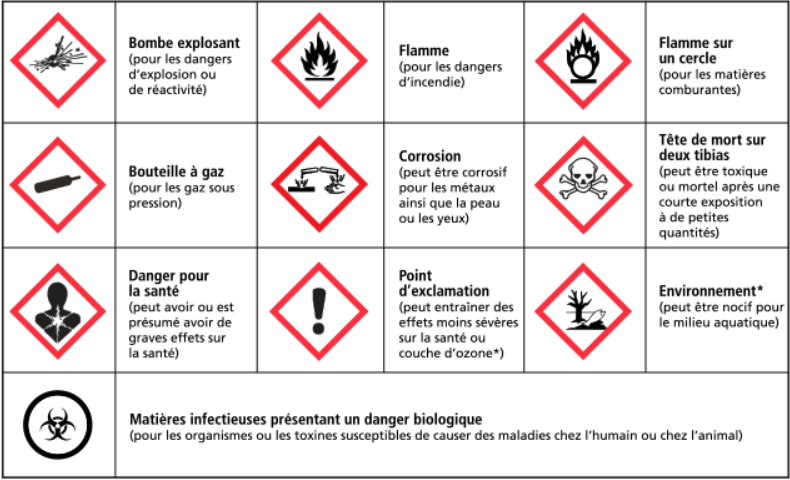 Bombe explosant
(pour les dangers
d'explosion ou
de réactivité)
Flamme
(pour les dangers
d'incendie)
Flamme sur
un cercle
(pour les matières
comburantes)
Bouteille à gaz
(pour les gaz sous
pression)
Corrosion
(peut être corrosif
pour les métaux
ainsi que la peau
ou les yeux)
Tête de mort sur
deux tibias
(peut être toxique
ou mortel après une
courte exposition
à de petites
quantités)
Danger pour
la santé
(peut avoir ou est
présumé avoir de
graves effets sur
la santé)
Point
d'exclamation
(peut entraîner des
effets moins sévères
sur la santé ou
couche d'ozone*)
Environnement*
(peut être nocif pour
le milieu aquatique)
Matières infectieuses présentant un danger biologique
(pour les organismes ou les toxines susceptibles de causer des maladies chez l'humain ou chez l'animal)